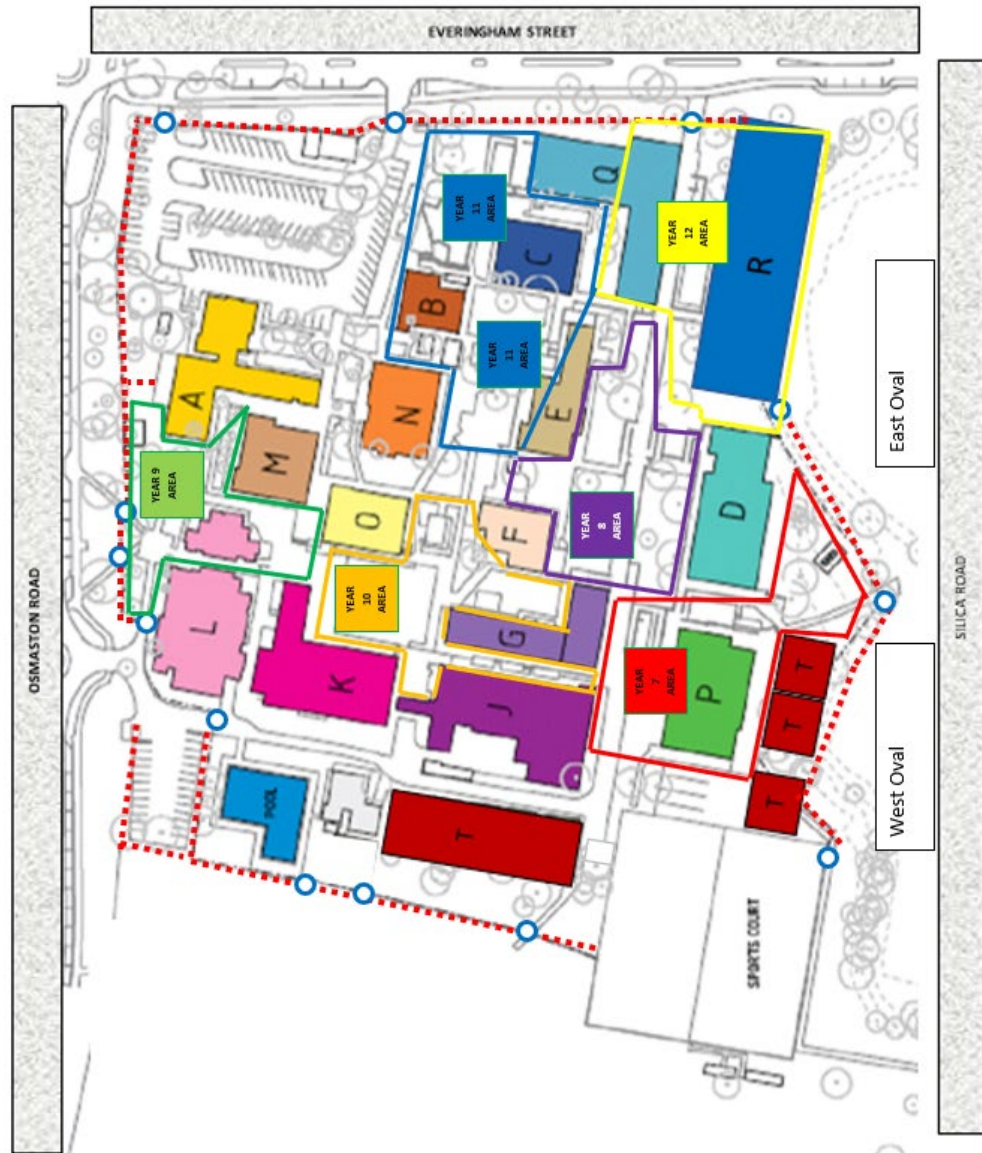 EVERINGHAM STREET
OSMASTON ROAD
SILICA ROAD
East Oval
West Oval
YEAR
11
AREA
Q
YEAR
12
AREA
R
C
B
YEAR
11
AREA
E
A
N
M
YEAR 9
AREA
O
F
YEAR
8
AREA
D
YEAR
10
AREA
G
L
K
J
YEAR
7
AREA
P
T
T
T
POOL
T
SPORTS COURT